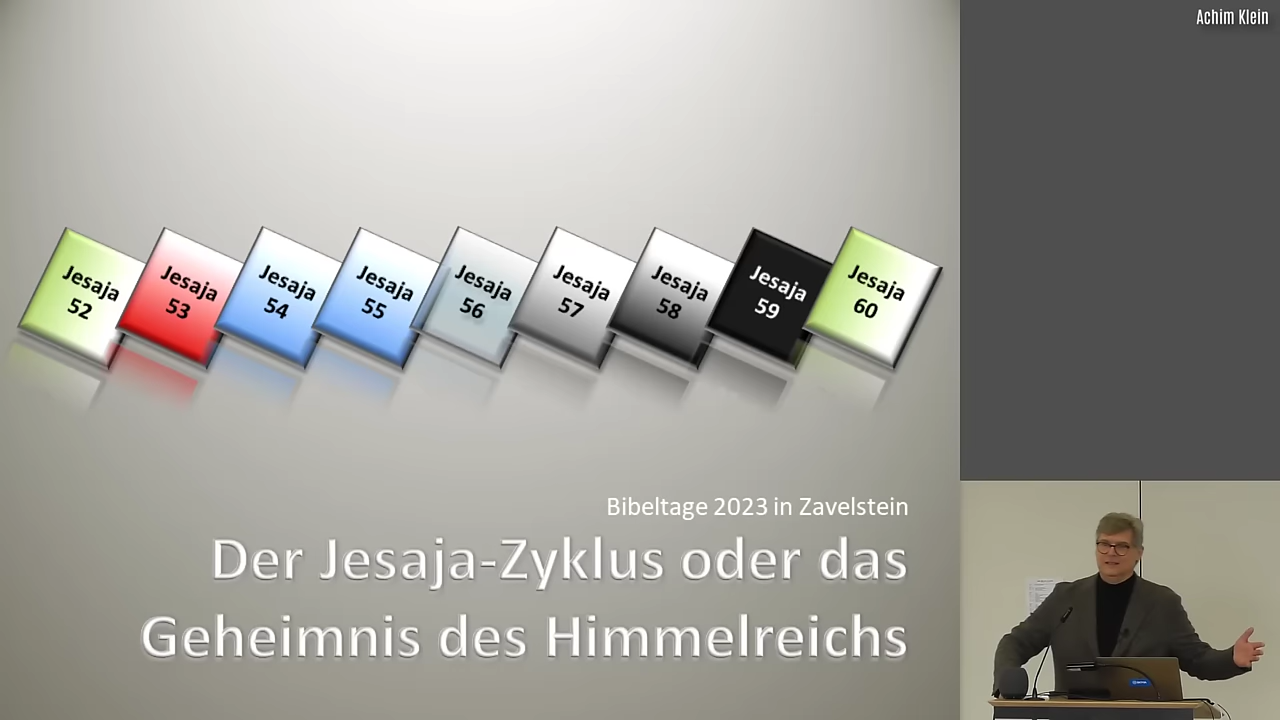 Achim Klein
Jesaja
52
Jesaja
53
Jesaja
54
Jesaja
55
Jesaja
56
Jesaja
57
Jesaja
58
Jesaja
59
Jesaja
60
Bibeltage 2023 in Zavelstein
Der Jesaja-Zyklus oder das
Geheimnis des Himmelreichs